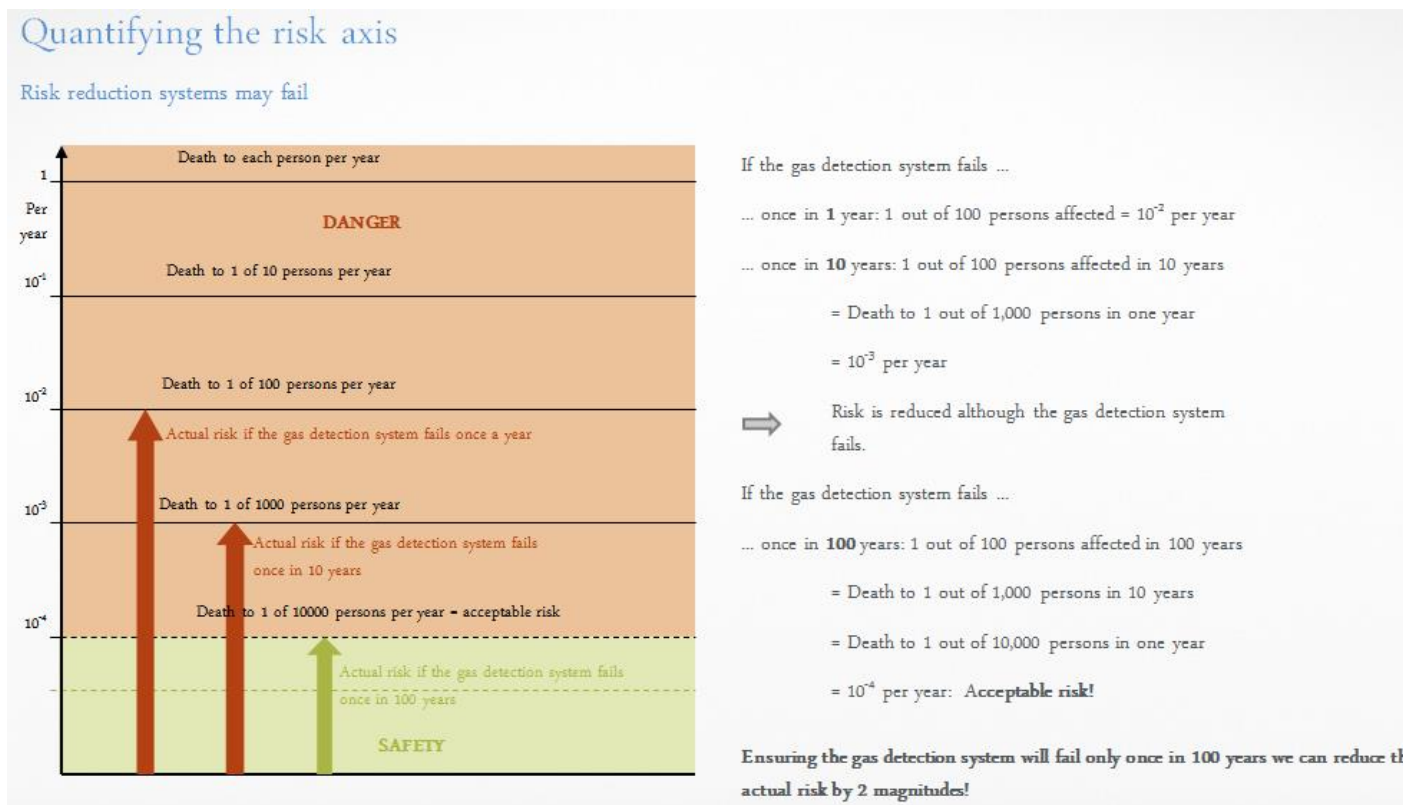 Quantifying the risk axis
Risk reduction systems may fail
Death to each person per year
1
Per
year
DANGER
Death to 1 of 10 persons per year
10⁻¹
Death to 1 of 100 persons per year
10⁻²
Actual risk if the gas detection system fails once a year
Death to 1 of 1000 persons per year
10⁻³
Actual risk if the gas detection system fails
once in 10 years
Death to 1 of 10000 persons per year = acceptable risk
10⁻⁴
Actual risk if the gas detection system fails
once in 100 years
SAFETY
If the gas detection system fails ...
... once in 1 year: 1 out of 100 persons affected = 10⁻² per year
... once in 10 years: 1 out of 100 persons affected in 10 years
= Death to 1 out of 1,000 persons in one year
= 10⁻³ per year
Risk is reduced although the gas detection system
fails.
If the gas detection system fails ...
... once in 100 years: 1 out of 100 persons affected in 100 years
= Death to 1 out of 1,000 persons in 10 years
= Death to 1 out of 10,000 persons in one year
= 10⁻⁴ per year: Acceptable risk!
Ensuring the gas detection system will fail only once in 100 years we can reduce
actual risk by 2 magnitudes!